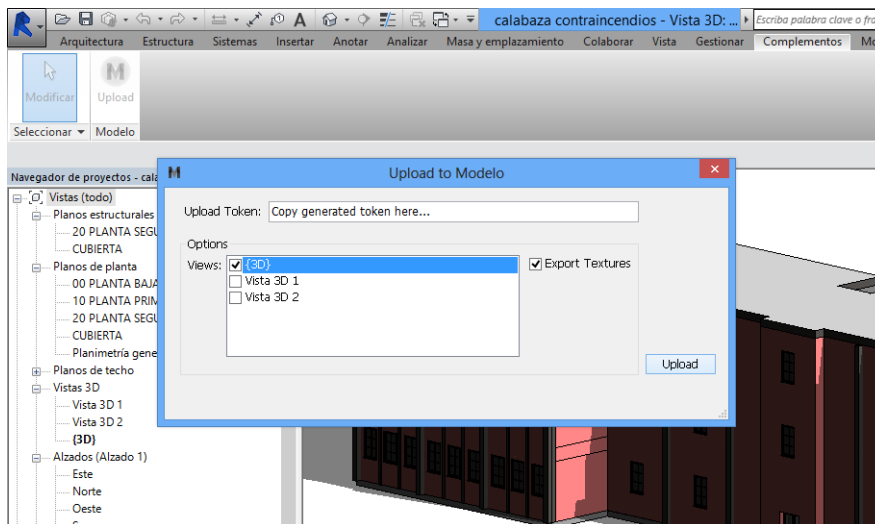 calabaza contraincendios - Vista 3D: ...
Escriba palabra clave o fra
Arquitectura Estructura Sistemas Insertar Anotar Analizar Masa y emplazamiento Colaborar Vista Gestionar Complementos Mo
Modificar Upload
Seleccionar Modelo
Navegador de proyectos - cala
Vistas (todo)
Planos estructurales
20 PLANTA SEGU
CUBIERTA
Planos de planta
00 PLANTA BAJA
10 PLANTA PRIM
20 PLANTA SEGU
CUBIERTA
Planimetría gene
Planos de techo
Vistas 3D
Vista 3D 1
Vista 3D 2
{3D}
Alzados (Alzado 1)
Este
Norte
Oeste
Upload to Modelo
Upload Token: Copy generated token here...
Options
Views: {3D} Export Textures
Vista 3D 1
Vista 3D 2
Upload